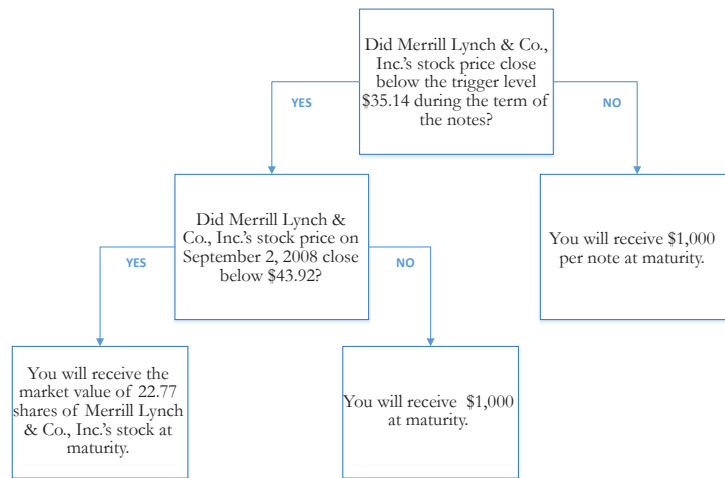 Did Merrill Lynch & Co.,
Inc.'s stock price close
below the trigger level
$35.14 during the term of
the notes?
YES
NO
Did Merrill Lynch &
Co., Inc.'s stock price on
September 2, 2008 close
below $43.92?
You will receive $1,000
per note at maturity.
YES
NO
You will receive the
market value of 22.77
shares of Merrill Lynch
& Co., Inc.'s stock at
maturity.
You will receive $1,000
at maturity.